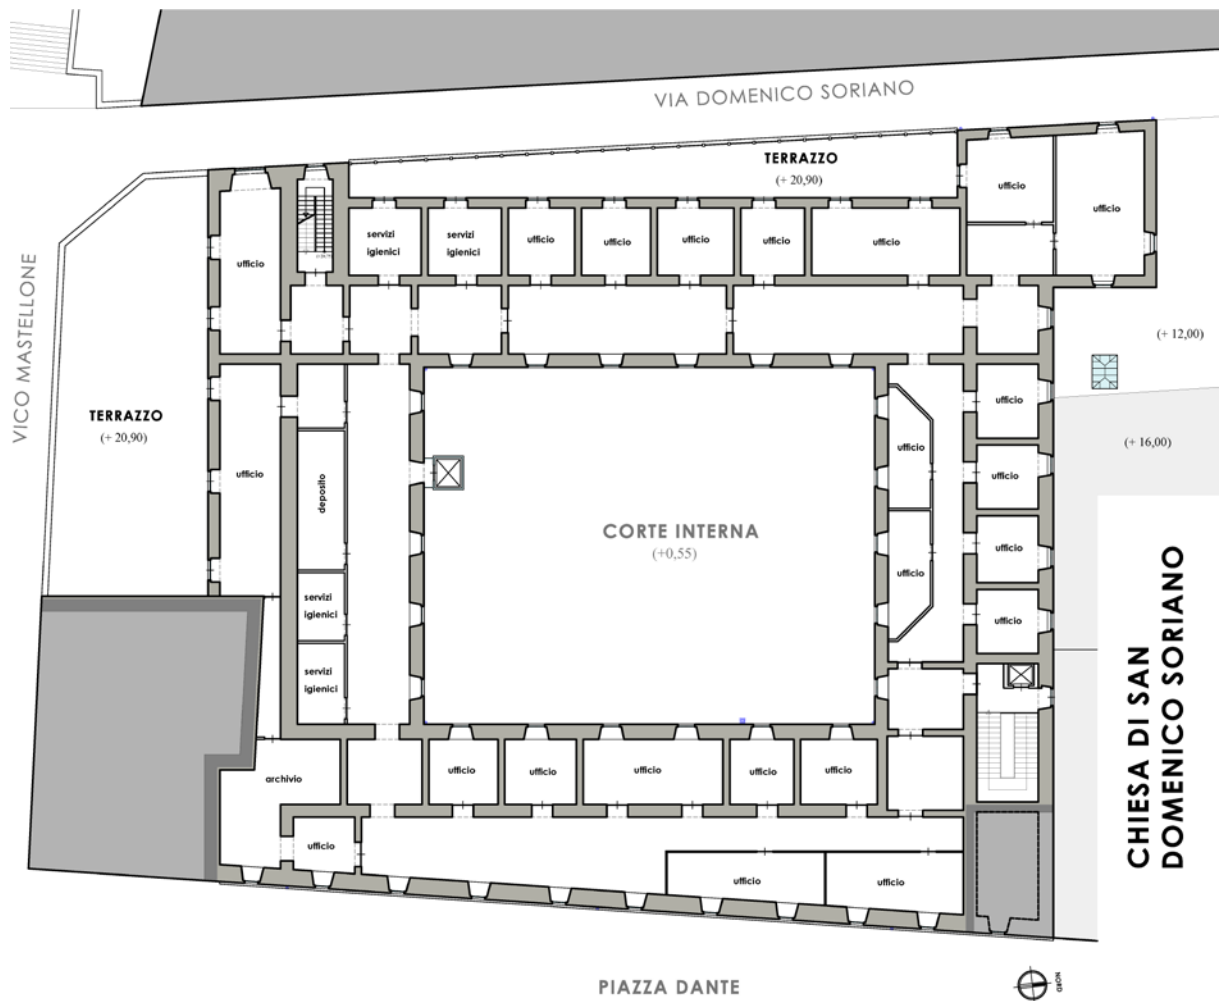 VIA DOMENICO SORIANO
TERRAZZO
(+ 20,90)
ufficio
ufficio
servizi
igienici
servizi
igienici
ufficio
ufficio
ufficio
ufficio
ufficio
ufficio
VICO MASTELLONE
(+ 12,00)
TERRAZZO
(+ 20,90)
ufficio
ufficio
(+ 16,00)
ufficio
ufficio
deposito
CORTE INTERNA
(+0,55)
ufficio
ufficio
servizi
igienici
ufficio
servizi
igienici
CHIESA DI SAN
DOMENICO SORIANO
archivio
ufficio
ufficio
ufficio
ufficio
ufficio
ufficio
ufficio
ufficio
PIAZZA DANTE
NORD